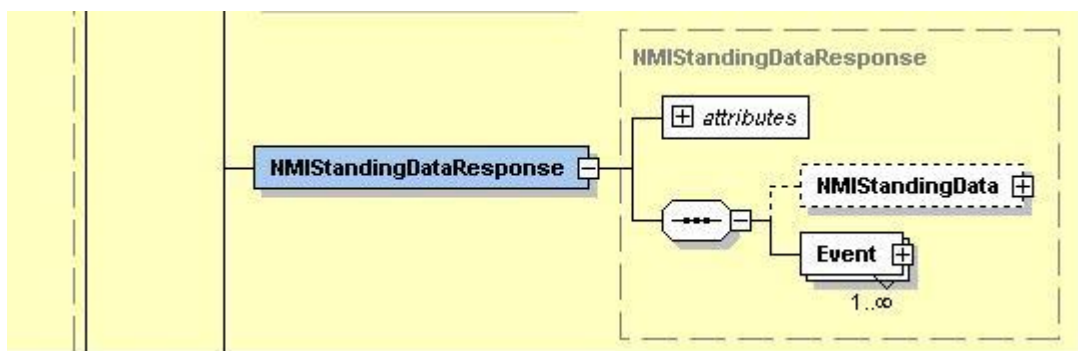 NMIStandingDataResponse
attributes
NMIStandingDataResponse
NMIStandingData
Event
1..∞